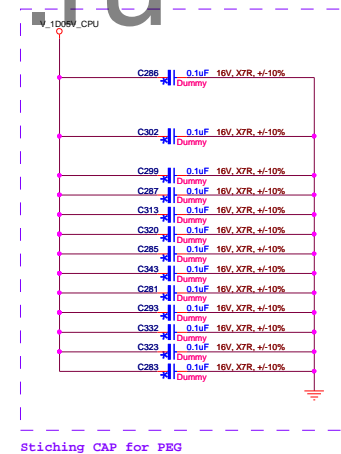 .ru
V_1D05V_CPU
C286 0.1uF 16V, X7R, +/-10%
Dummy
C302 0.1uF 16V, X7R, +/-10%
Dummy
C299 0.1uF 16V, X7R, +/-10%
Dummy
C287 0.1uF 16V, X7R, +/-10%
Dummy
C313 0.1uF 16V, X7R, +/-10%
Dummy
C320 0.1uF 16V, X7R, +/-10%
Dummy
C285 0.1uF 16V, X7R, +/-10%
Dummy
C343 0.1uF 16V, X7R, +/-10%
Dummy
C281 0.1uF 16V, X7R, +/-10%
Dummy
C293 0.1uF 16V, X7R, +/-10%
Dummy
C332 0.1uF 16V, X7R, +/-10%
Dummy
C323 0.1uF 16V, X7R, +/-10%
Dummy
C283 0.1uF 16V, X7R, +/-10%
Dummy
Stiching CAP for PEG